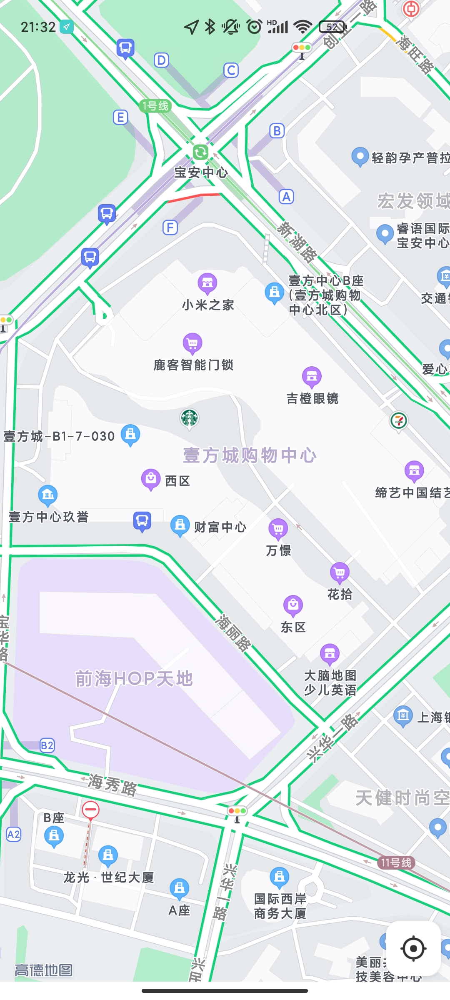 21:32
HD
52
创业一路
海旺路
D
C
1号线
E
B
宝安中心
轻韵孕产普拉
A
宏发领域
F
睿语国际
宝安中心
新湖路
壹方中心B座
(壹方城购物
中心北区)
小米之家
交通
鹿客智能门锁
爱心
吉橙眼镜
7
ELEVEN
壹方城-B1-7-030
壹方城购物中心
西区
缔艺中国结艺
壹方中心玖誉
财富中心
万憬
花拾
东区
宝华路
海丽路
大脑地图
少儿英语
前海HOP天地
上海银
兴华一路
B2
海秀路
天健时尚空
B座
A2
11号线
龙光·世纪大厦
兴华一路
国际西岸
商务大厦
A座
美丽
技美容中心
兴
高德地图